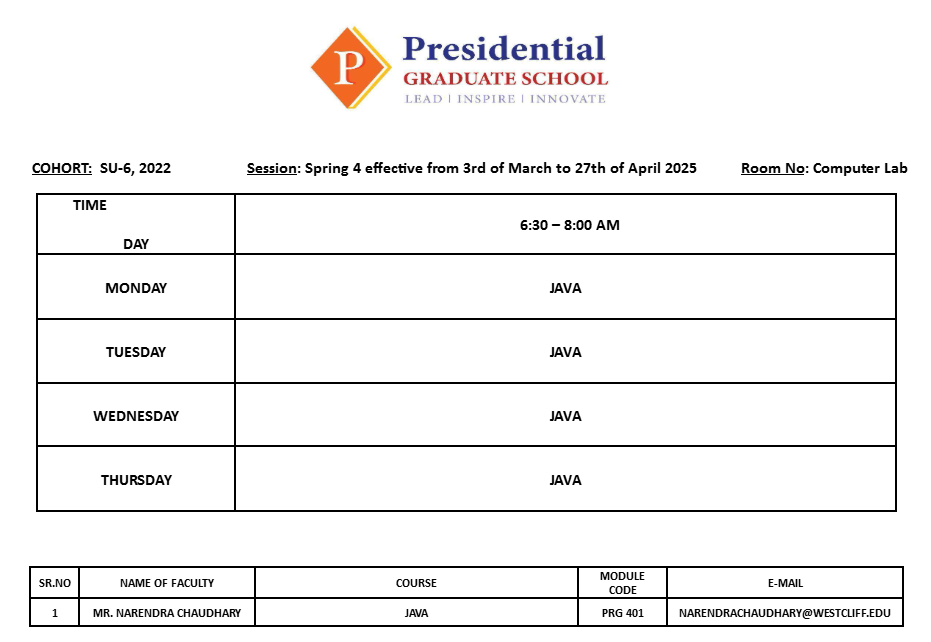 P
Presidential
GRADUATE SCHOOL
LEAD | INSPIRE | INNOVATE
COHORT: SU-6, 2022 Session: Spring 4 effective from 3rd of March to 27th of April 2025 Room No: Computer Lab
TIME
6:30 – 8:00 AM
DAY
MONDAY JAVA
TUESDAY JAVA
WEDNESDAY JAVA
THURSDAY JAVA
SR.NO NAME OF FACULTY COURSE MODULE CODE E-MAIL
1 MR. NARENDRA CHAUDHARY JAVA PRG 401 NARENDRACHAUDHARY@WESTCLIFF.EDU